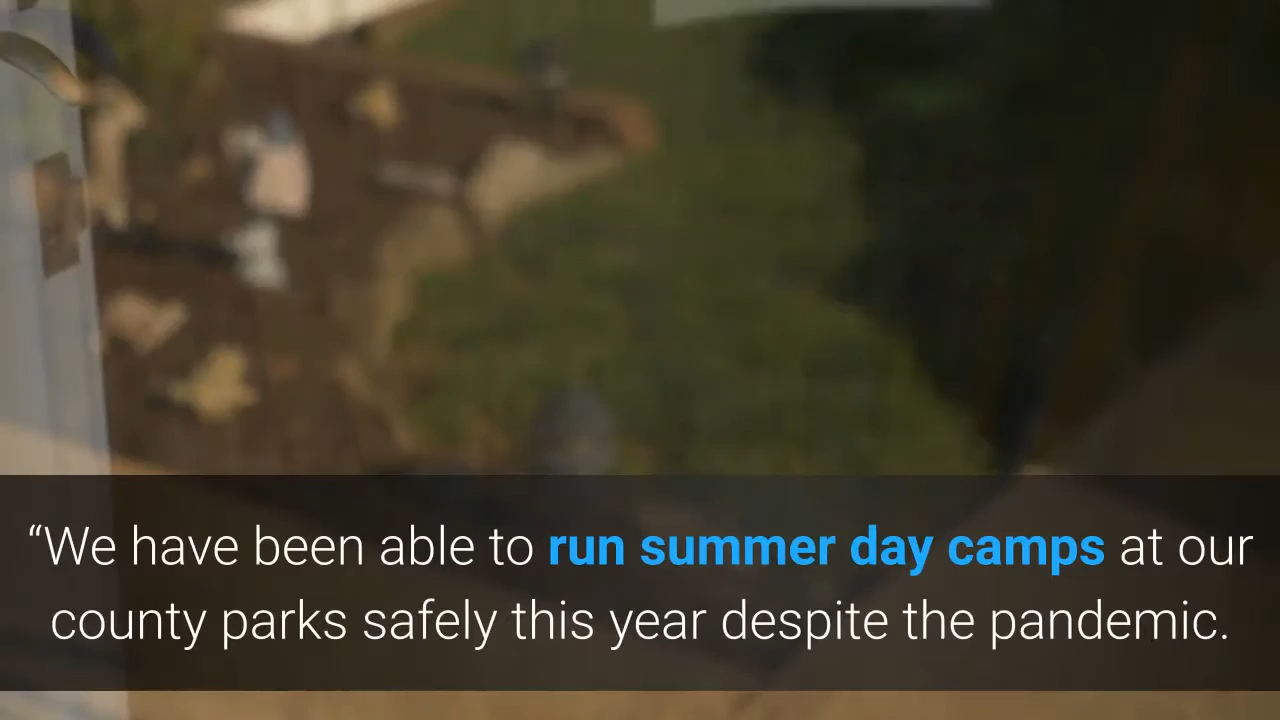 “We have been able to run summer day camps at our
county parks safely this year despite the pandemic.